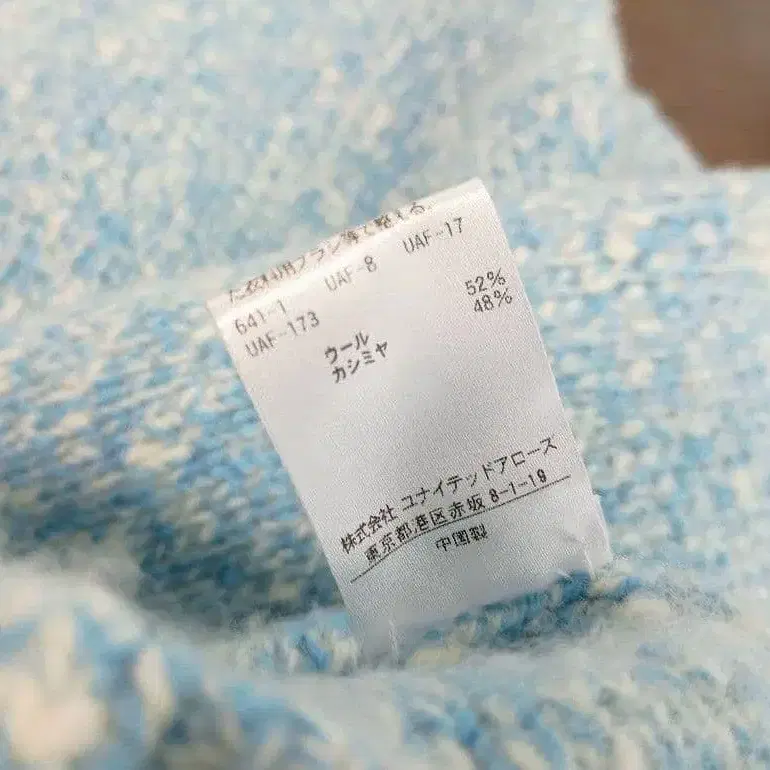 641-1 UAF-8 UAF-17
UAF-173
ウール 52%
カシミヤ 48%
株式会社 ユナイテッドアローズ
東京都港区赤坂 8-1-19
中国製